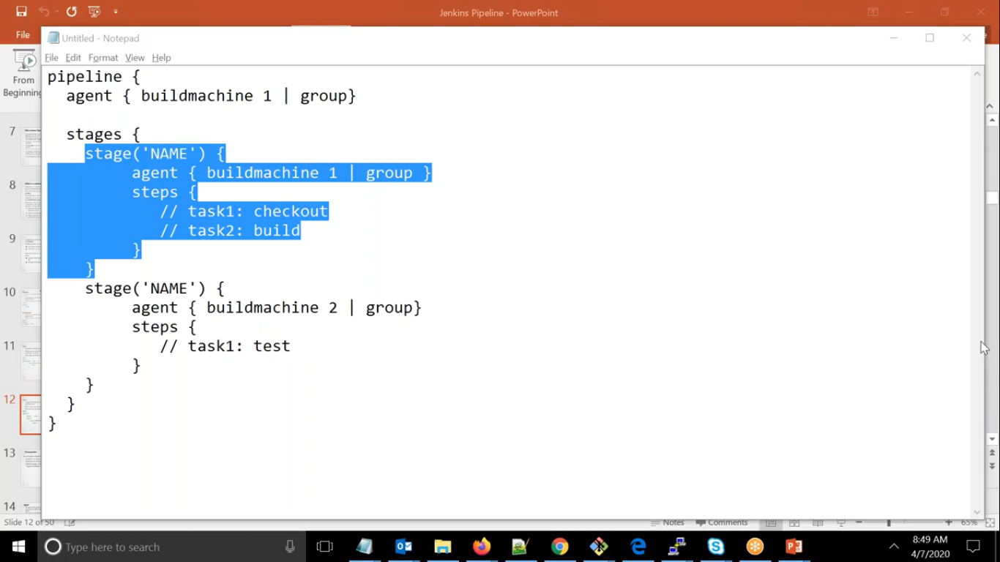 Jenkins Pipeline - PowerPoint
File
From
Beginning
Untitled - Notepad
File Edit Format View Help
pipeline {
agent { buildmachine 1 | group}
stages {
stage('NAME') {
agent { buildmachine 1 | group }
steps {
// task1: checkout
// task2: build
}
}
stage('NAME') {
agent { buildmachine 2 | group}
steps {
// task1: test
}
}
}
}
7
8
9
10
11
12
13
14
Slide 12 of 50
Notes
Comments
65%
Type here to search
8:49 AM
4/7/2020